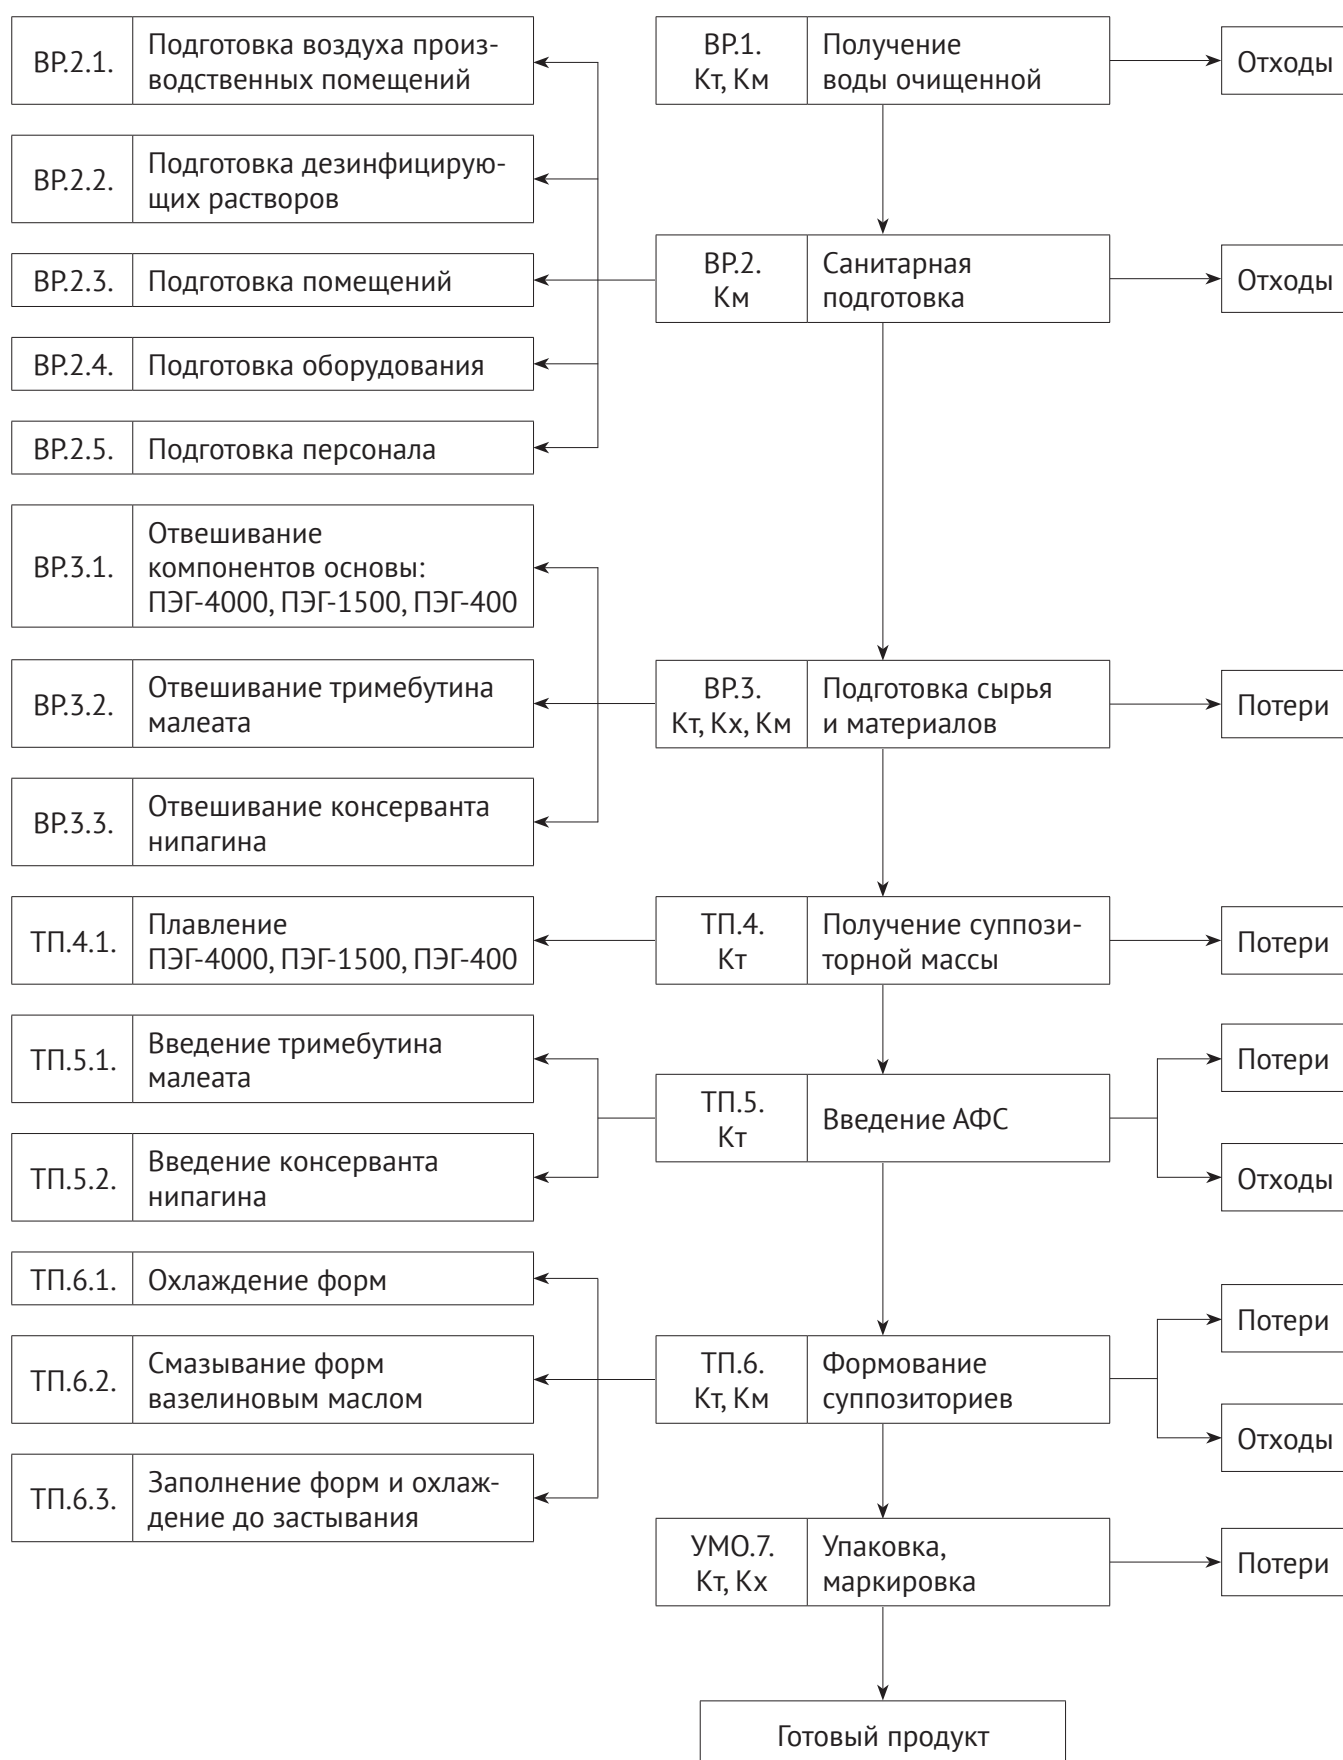 ВР.2.1.
Подготовка воздуха произ-
водственных помещений
ВР.1.
Кт, Км
Получение
воды очищенной
Отходы
ВР.2.2.
Подготовка дезинфицирую-
щих растворов
ВР.2.3.
Подготовка помещений
ВР.2.
Км
Санитарная
подготовка
Отходы
ВР.2.4.
Подготовка оборудования
ВР.2.5.
Подготовка персонала
ВР.3.1.
Отвешивание
компонентов основы:
ПЭГ-4000, ПЭГ-1500, ПЭГ-400
ВР.3.2.
Отвешивание тримебутина
малеата
ВР.3.
Кт, Кх, Км
Подготовка сырья
и материалов
Потери
ВР.3.3.
Отвешивание консерванта
нипагина
ТП.4.1.
Плавление
ПЭГ-4000, ПЭГ-1500, ПЭГ-400
ТП.4.
Кт
Получение суппози-
торной массы
Потери
ТП.5.1.
Введение тримебутина
малеата
ТП.5.
Кт
Введение АФС
Потери
Отходы
ТП.5.2.
Введение консерванта
нипагина
ТП.6.1.
Охлаждение форм
ТП.6.2.
Смазывание форм
вазелиновым маслом
ТП.6.
Кт, Км
Формование
суппозиториев
Потери
Отходы
ТП.6.3.
Заполнение форм и охлаж-
дение до застывания
УМО.7.
Кт, Кх
Упаковка,
маркировка
Потери
Готовый продукт